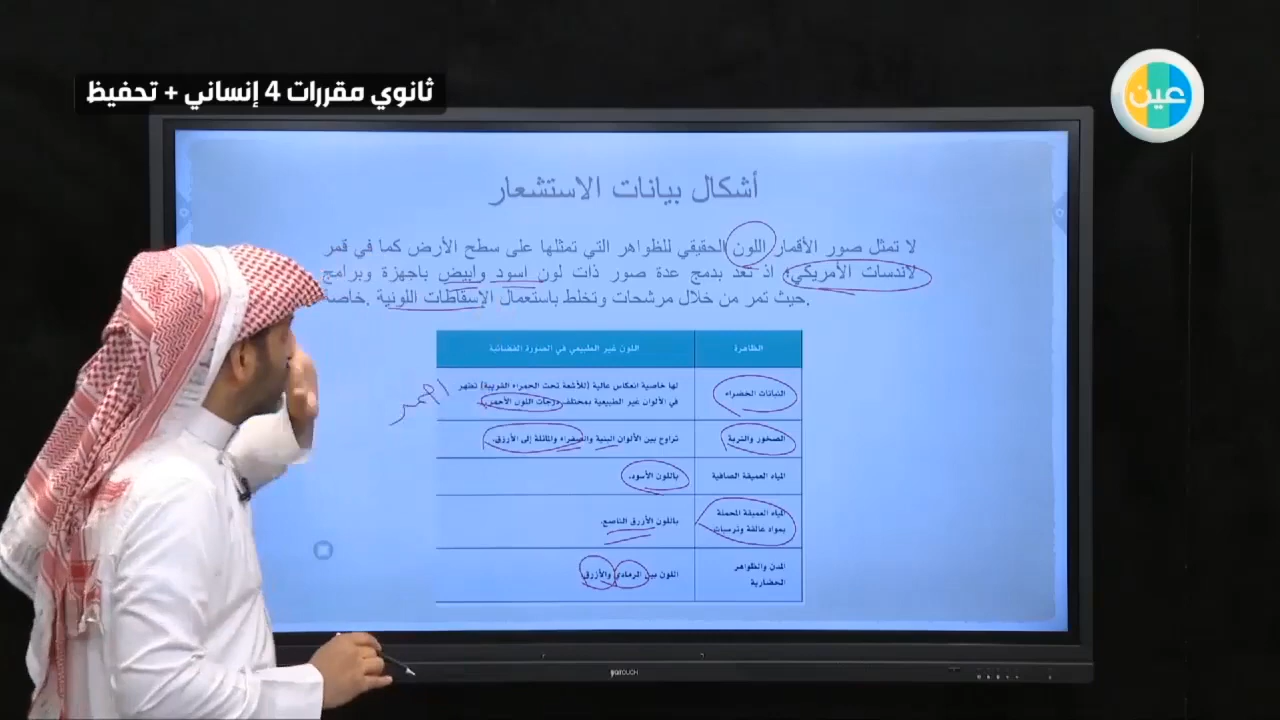 ثانوي مقررات 4 إنساني + تحفيظ
عين
أشكال بيانات الاستشعار
لا تمثل صور الأقمار اللون الحقيقي للظواهر التي تمثلها على سطح الأرض كما في قمر
لاندسات الأمريكي، اذ تعد بدمج عدة صور ذات لون اسود وابيض باجهزة وبرامج
.حيث تمر من خلال مرشحات وتخلط باستعمال الإسقاطات اللونية .خاصة
الظاهرة
اللون غير الطبيعي في الصورة الفضائية
النباتات الخضراء
لها خاصية انعكاس عالية (للأشعة تحت الحمراء القريبة) تظهر
في الألوان غير الطبيعية بمختلف درجات اللون الأحمر.
احمر
الصخور والتربة
تراوح بين الألوان البنية والصفراء والمائلة إلى الأزرق.
المياه العميقة الصافية
باللون الأسود.
المياه العميقة المحملة
بمواد عالقة وترسبات
باللون الأزرق الناصع.
المدن والظواهر
الحضارية
اللون بين الرمادي والأزرق